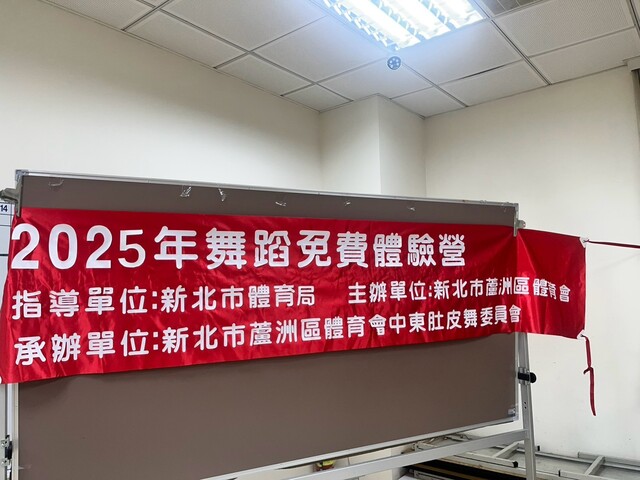 14
2025年舞蹈免費體驗營
指導單位:新北市體育局 主辦單位:新北市蘆洲區體育會
承辦單位:新北市蘆洲區體育會中東肚皮舞委員會